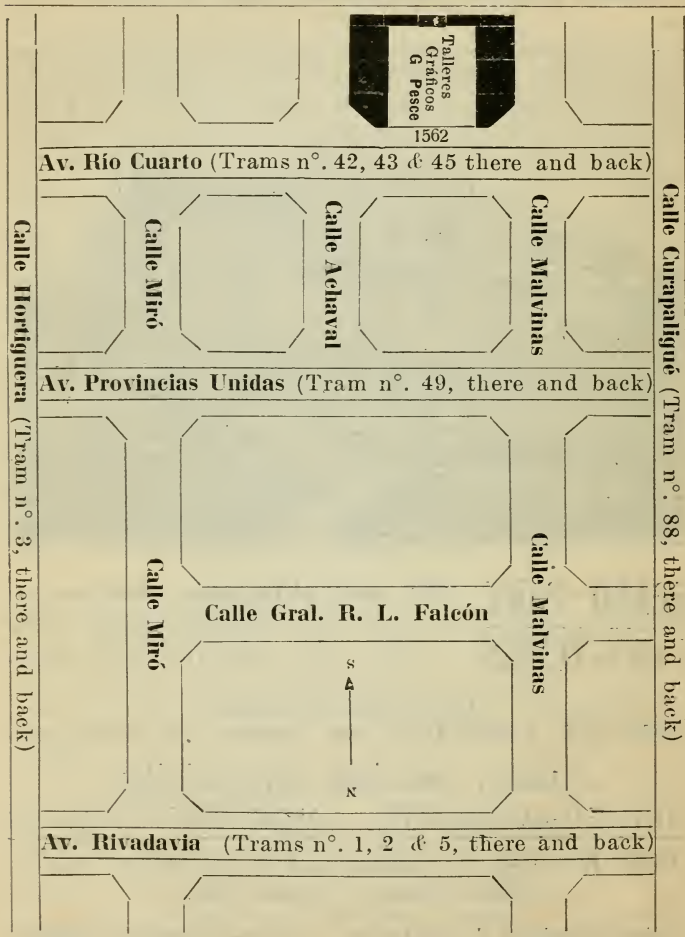 Talleres
Gráficos
G Pesce
1562
Av. Río Cuarto (Trams n°. 42, 43 & 45 there and back)
Calle Hortiguera (Tram n°. 3, there and back)
Calle Miró
Calle Achaval
Calle Malvinas
Calle Curapaligué (Tram n°. 88, there and back)
Av. Provincias Unidas (Tram n°. 49, there and back)
Calle Miró
Calle Gral. R. L. Falcón
Calle Malvinas
S
N
Av. Rivadavia (Trams n°. 1, 2 & 5, there and back)